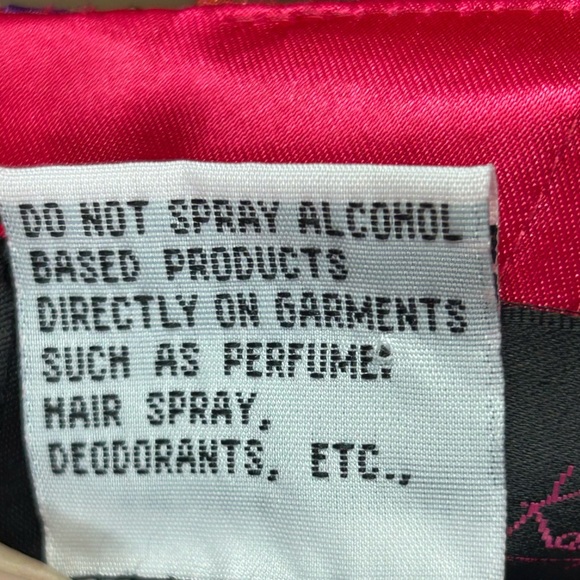 DO NOT SPRAY ALCOHOL
BASED PRODUCTS
DIRECTLY ON GARMENTS
SUCH AS PERFUME:
HAIR SPRAY,
DEODORANTS, ETC.,